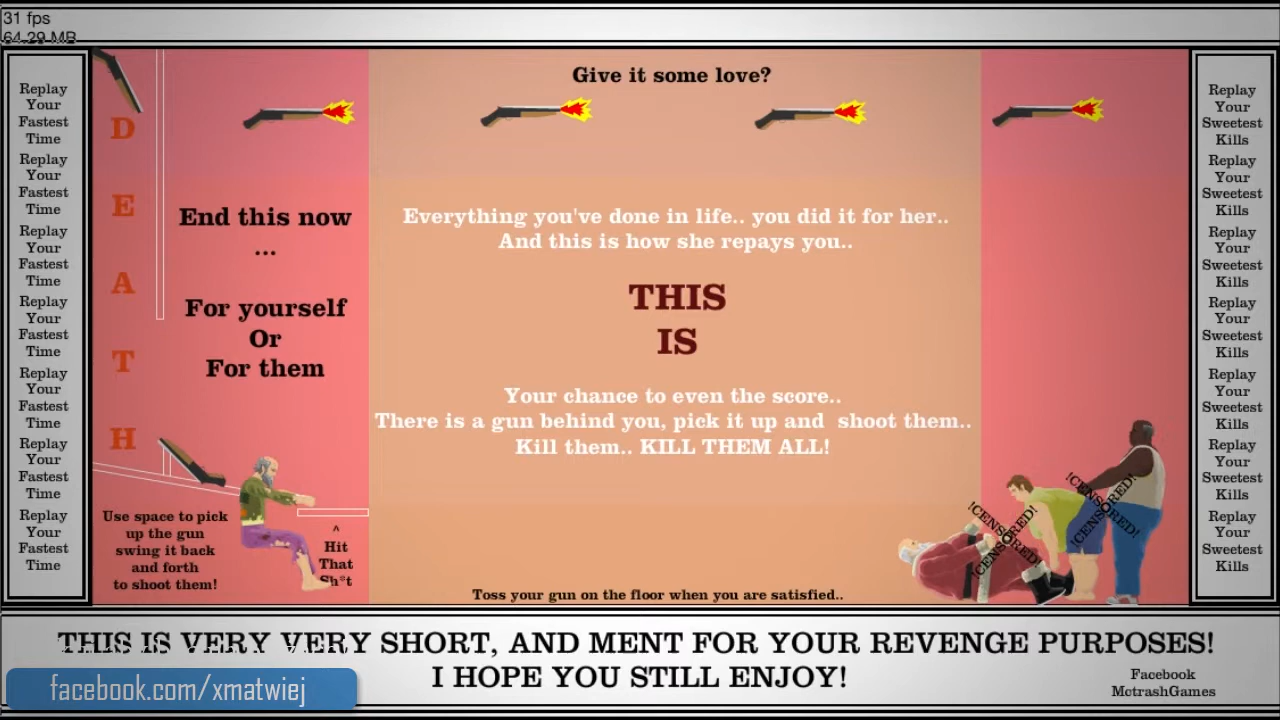 31 fps
64.29 MB
Replay
Your
Fastest
Time
Replay
Your
Fastest
Time
Replay
Your
Fastest
Time
Replay
Your
Fastest
Time
Replay
Your
Fastest
Time
Replay
Your
Fastest
Time
Replay
Your
Fastest
Time
D
E
A
T
H
End this now
...
For yourself
Or
For them
Use space to pick
up the gun
swing it back
and forth
to shoot them!
^
Hit
That
Sh*t
Give it some love?
Everything you've done in life.. you did it for her..
And this is how she repays you..
THIS
IS
Your chance to even the score..
There is a gun behind you, pick it up and shoot them..
Kill them.. KILL THEM ALL!
!CENSORED!
!CENSORED!
!CENSORED!
!CENSORED!
Toss your gun on the floor when you are satisfied..
Replay
Your
Sweetest
Kills
Replay
Your
Sweetest
Kills
Replay
Your
Sweetest
Kills
Replay
Your
Sweetest
Kills
Replay
Your
Sweetest
Kills
Replay
Your
Sweetest
Kills
Replay
Your
Sweetest
Kills
THIS IS VERY VERY SHORT, AND MENT FOR YOUR REVENGE PURPOSES!
I HOPE YOU STILL ENJOY!
facebook.com/xmatwiej
Facebook
MctrashGames